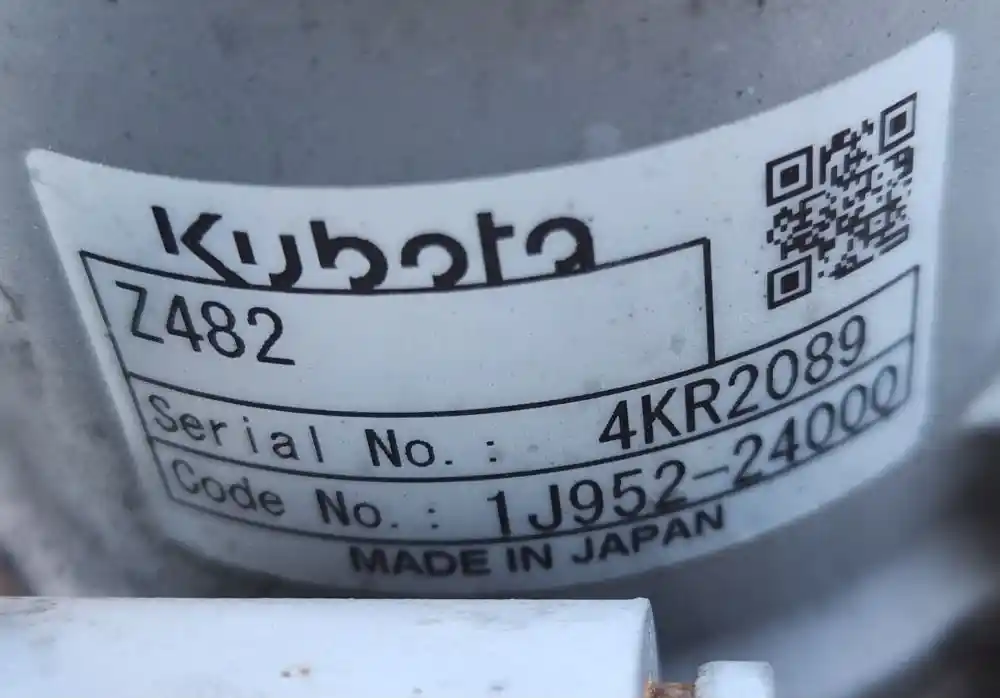 Kubota
Z482
Serial No. : 4KR2089
Code No. : 1J952-24000
MADE IN JAPAN